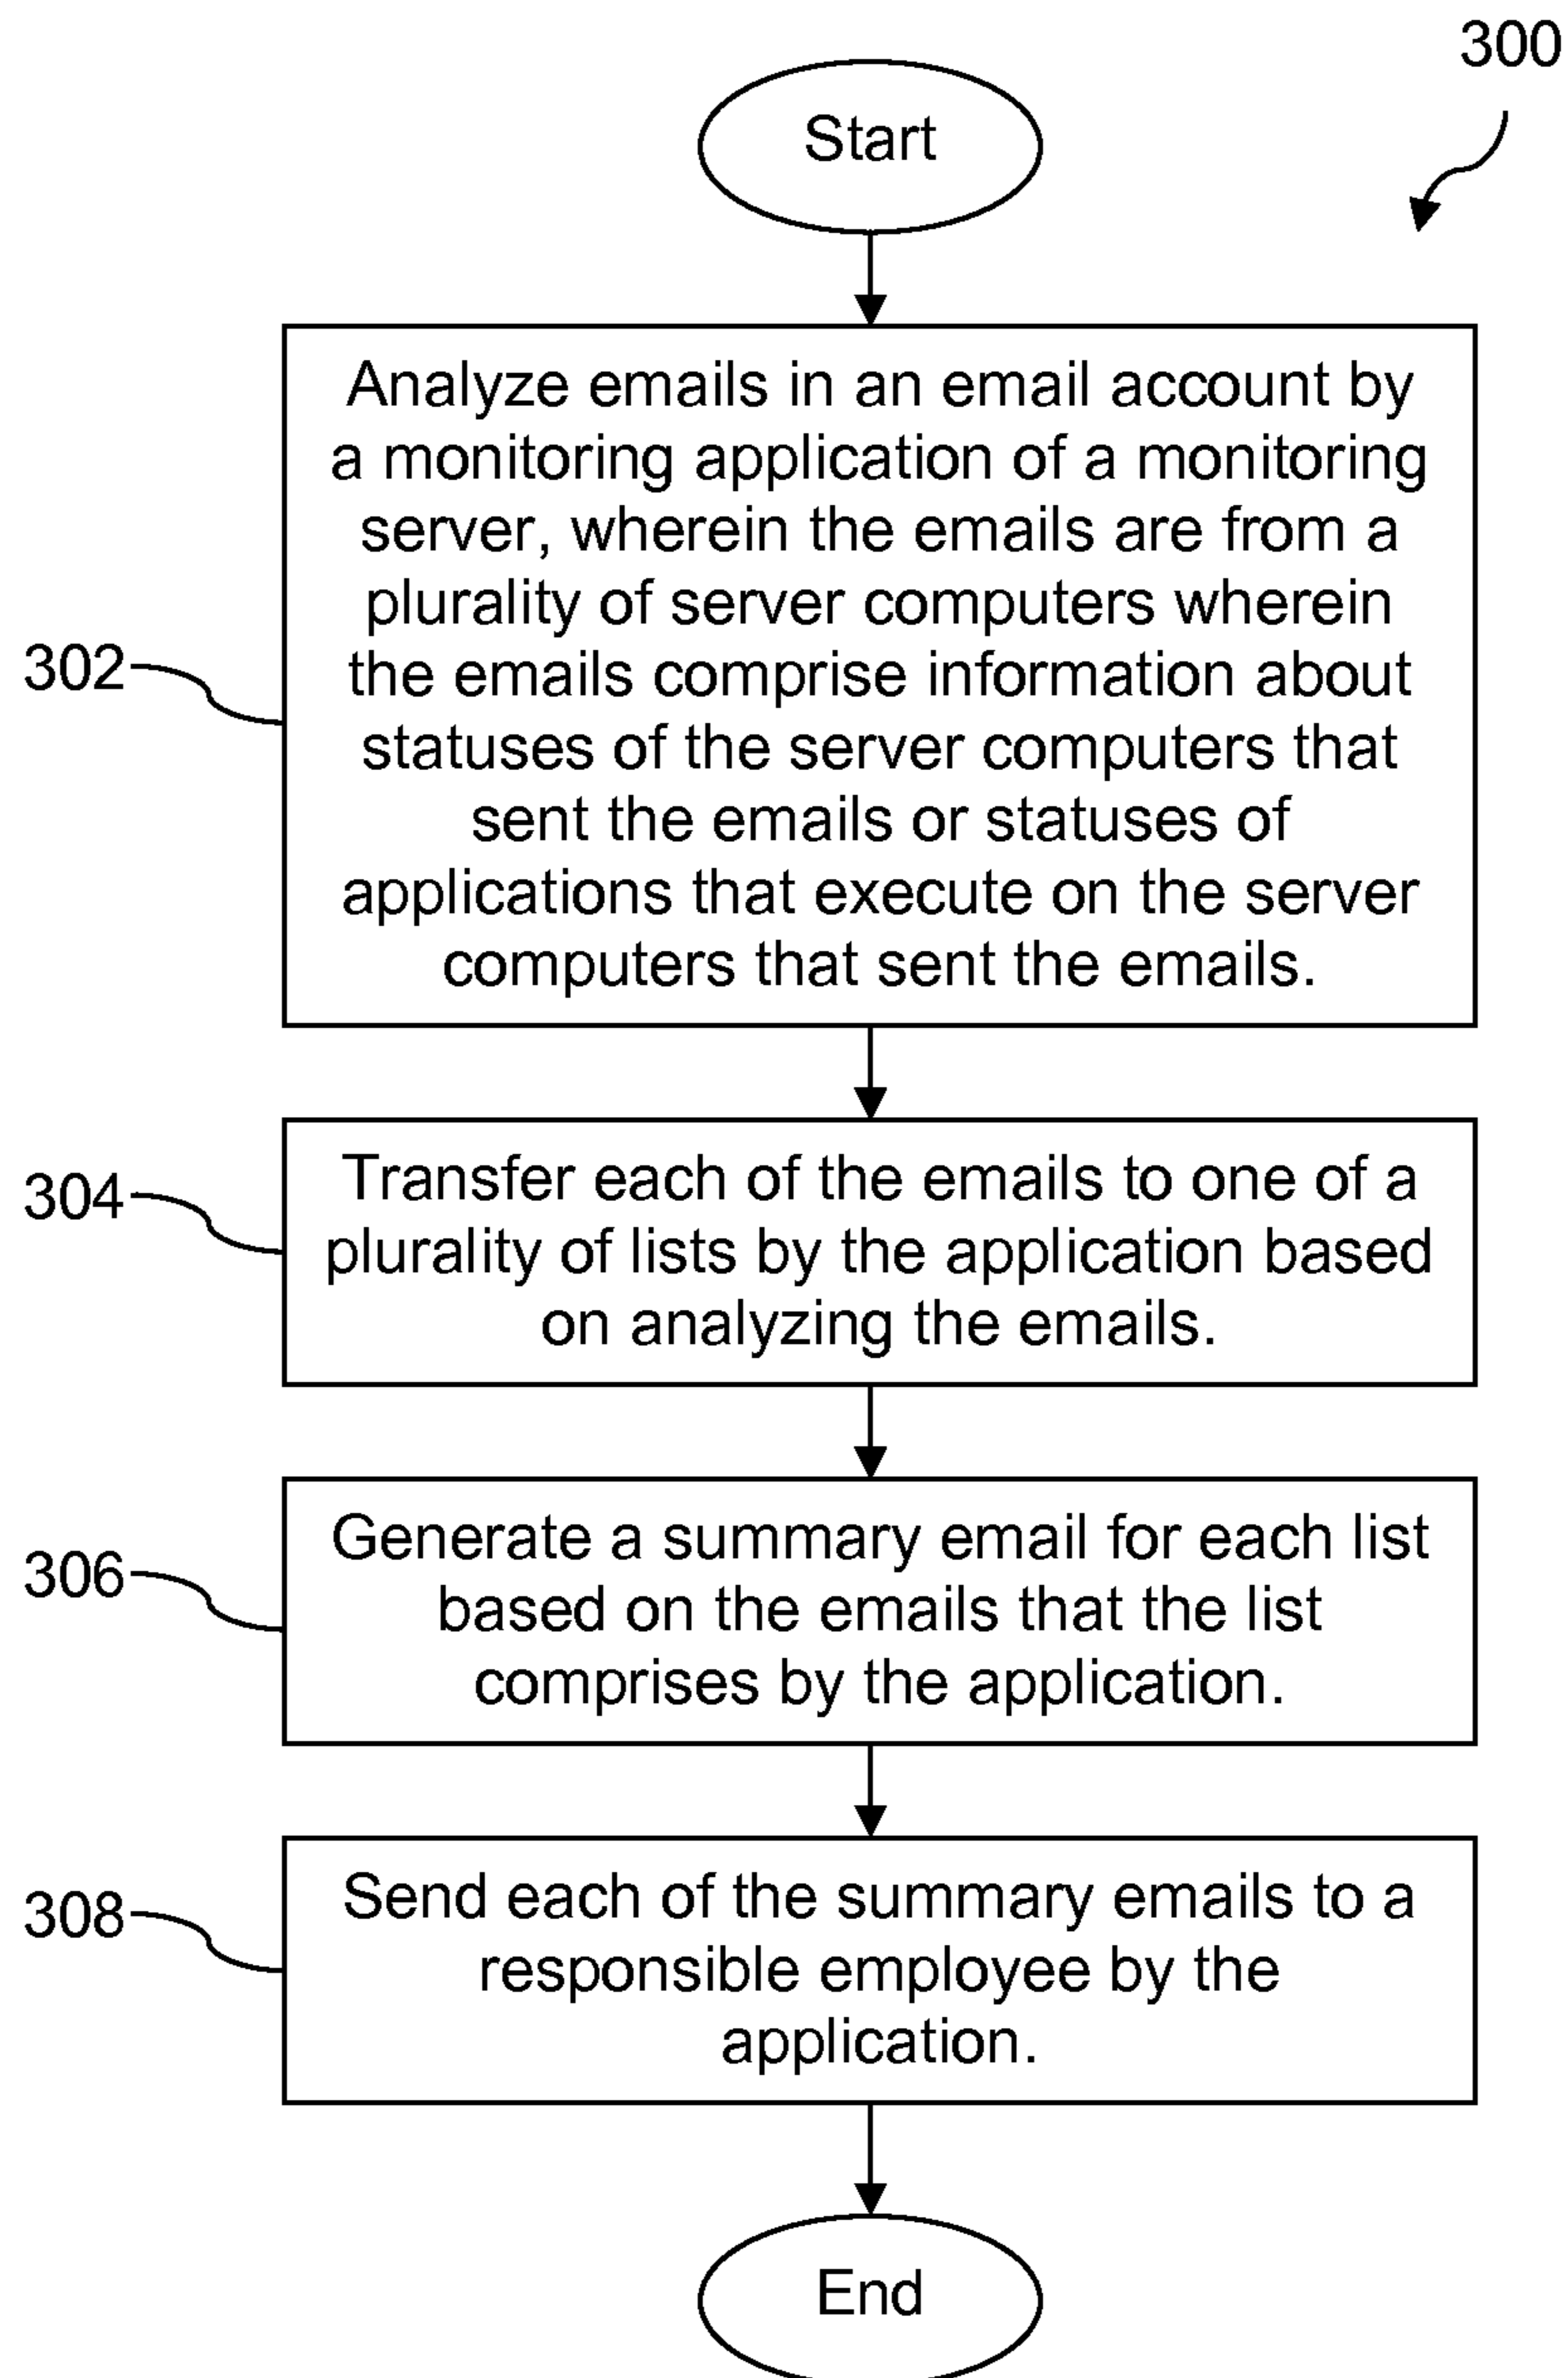 300
Start
Analyze emails in an email account by
a monitoring application of a monitoring
server, wherein the emails are from a
plurality of server computers wherein
the emails comprise information about
statuses of the server computers that
sent the emails or statuses of
applications that execute on the server
computers that sent the emails.
302
Transfer each of the emails to one of a
plurality of lists by the application based
on analyzing the emails.
304
Generate a summary email for each list
based on the emails that the list
comprises by the application.
306
Send each of the summary emails to a
responsible employee by the
application.
308
End